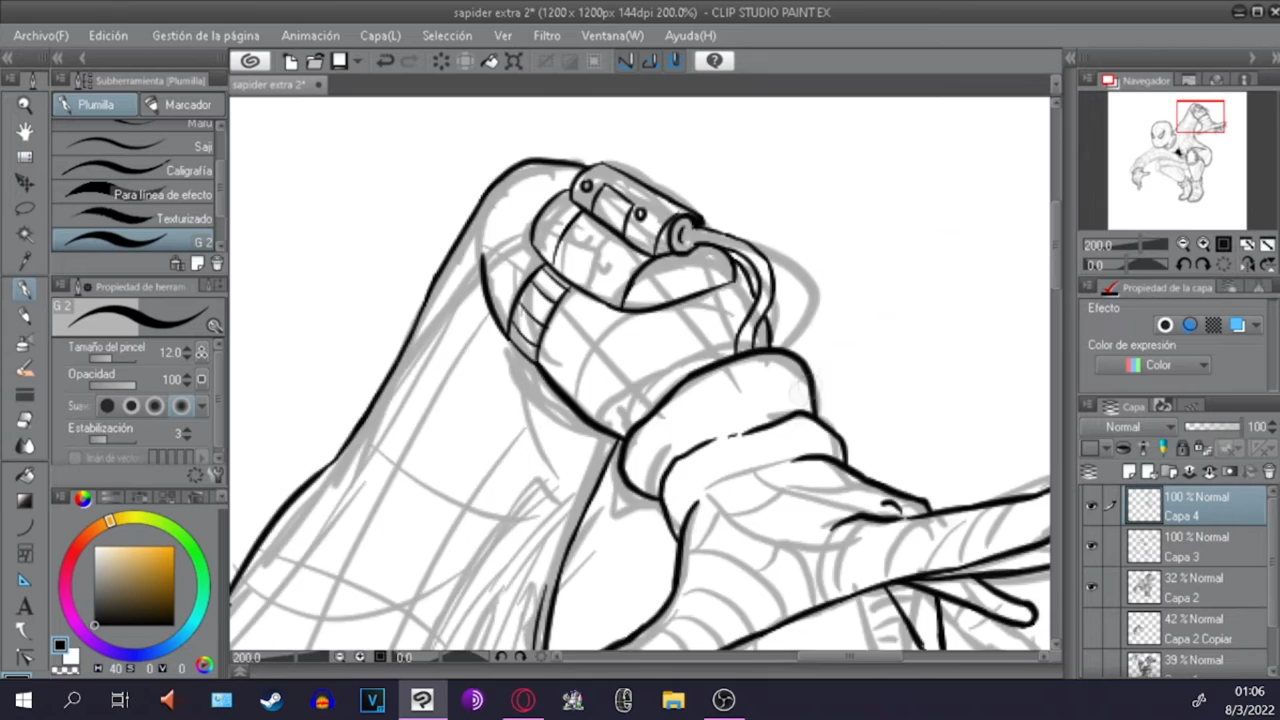 sapider extra 2* (1200 x 1200px 144dpi 200.0%) - CLIP STUDIO PAINT EX
Archivo(F) Edición Gestión de la página Animación Capa(L) Selección Ver Filtro Ventana(W) Ayuda(H)
Subherramienta [Plumilla]
sapider extra 2*
Navegador
Plumilla Marcador
Maru
Saji
Caligrafía
Para línea de efecto
Texturizado
G 2
200.0
0.0
Propiedad de herram
Propiedad de la capa
G 2
Efecto
Color de expresión
Color
Tamaño del pincel 12.0
Opacidad 100
Suav
Estabilización 3
Imán de vector
Capa
Normal 100
100 % Normal
Capa 4
100 % Normal
Capa 3
32 % Normal
Capa 2
42 % Normal
Capa 2 Copiar
39 % Normal
H 40 S 0 V 0
200.0 0.0
01:06
8/3/2022